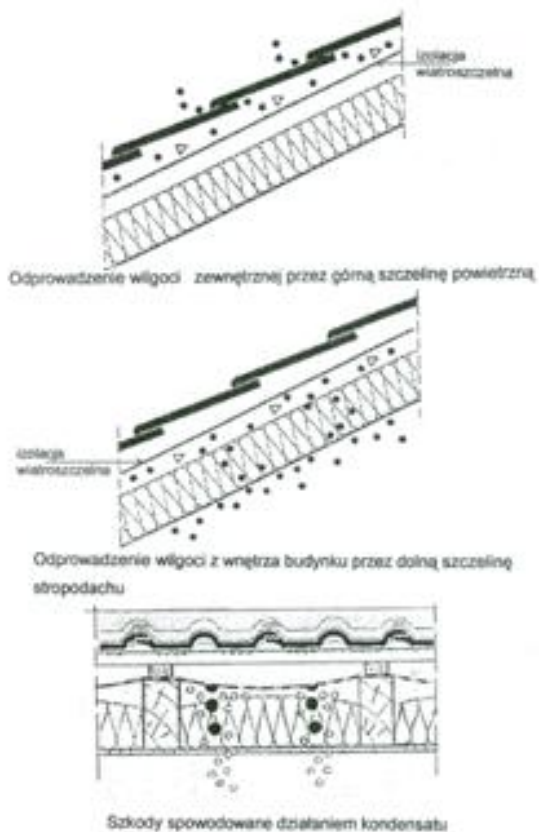 izolacja
wiatroszczelna
Odprowadzenie wilgoci zewnętrznej przez górną szczelinę powietrzną
izolacja
wiatroszczelna
Odprowadzenie wilgoci z wnętrza budynku przez dolną szczelinę
stropodachu
Szkody spowodowane działaniem kondensatu